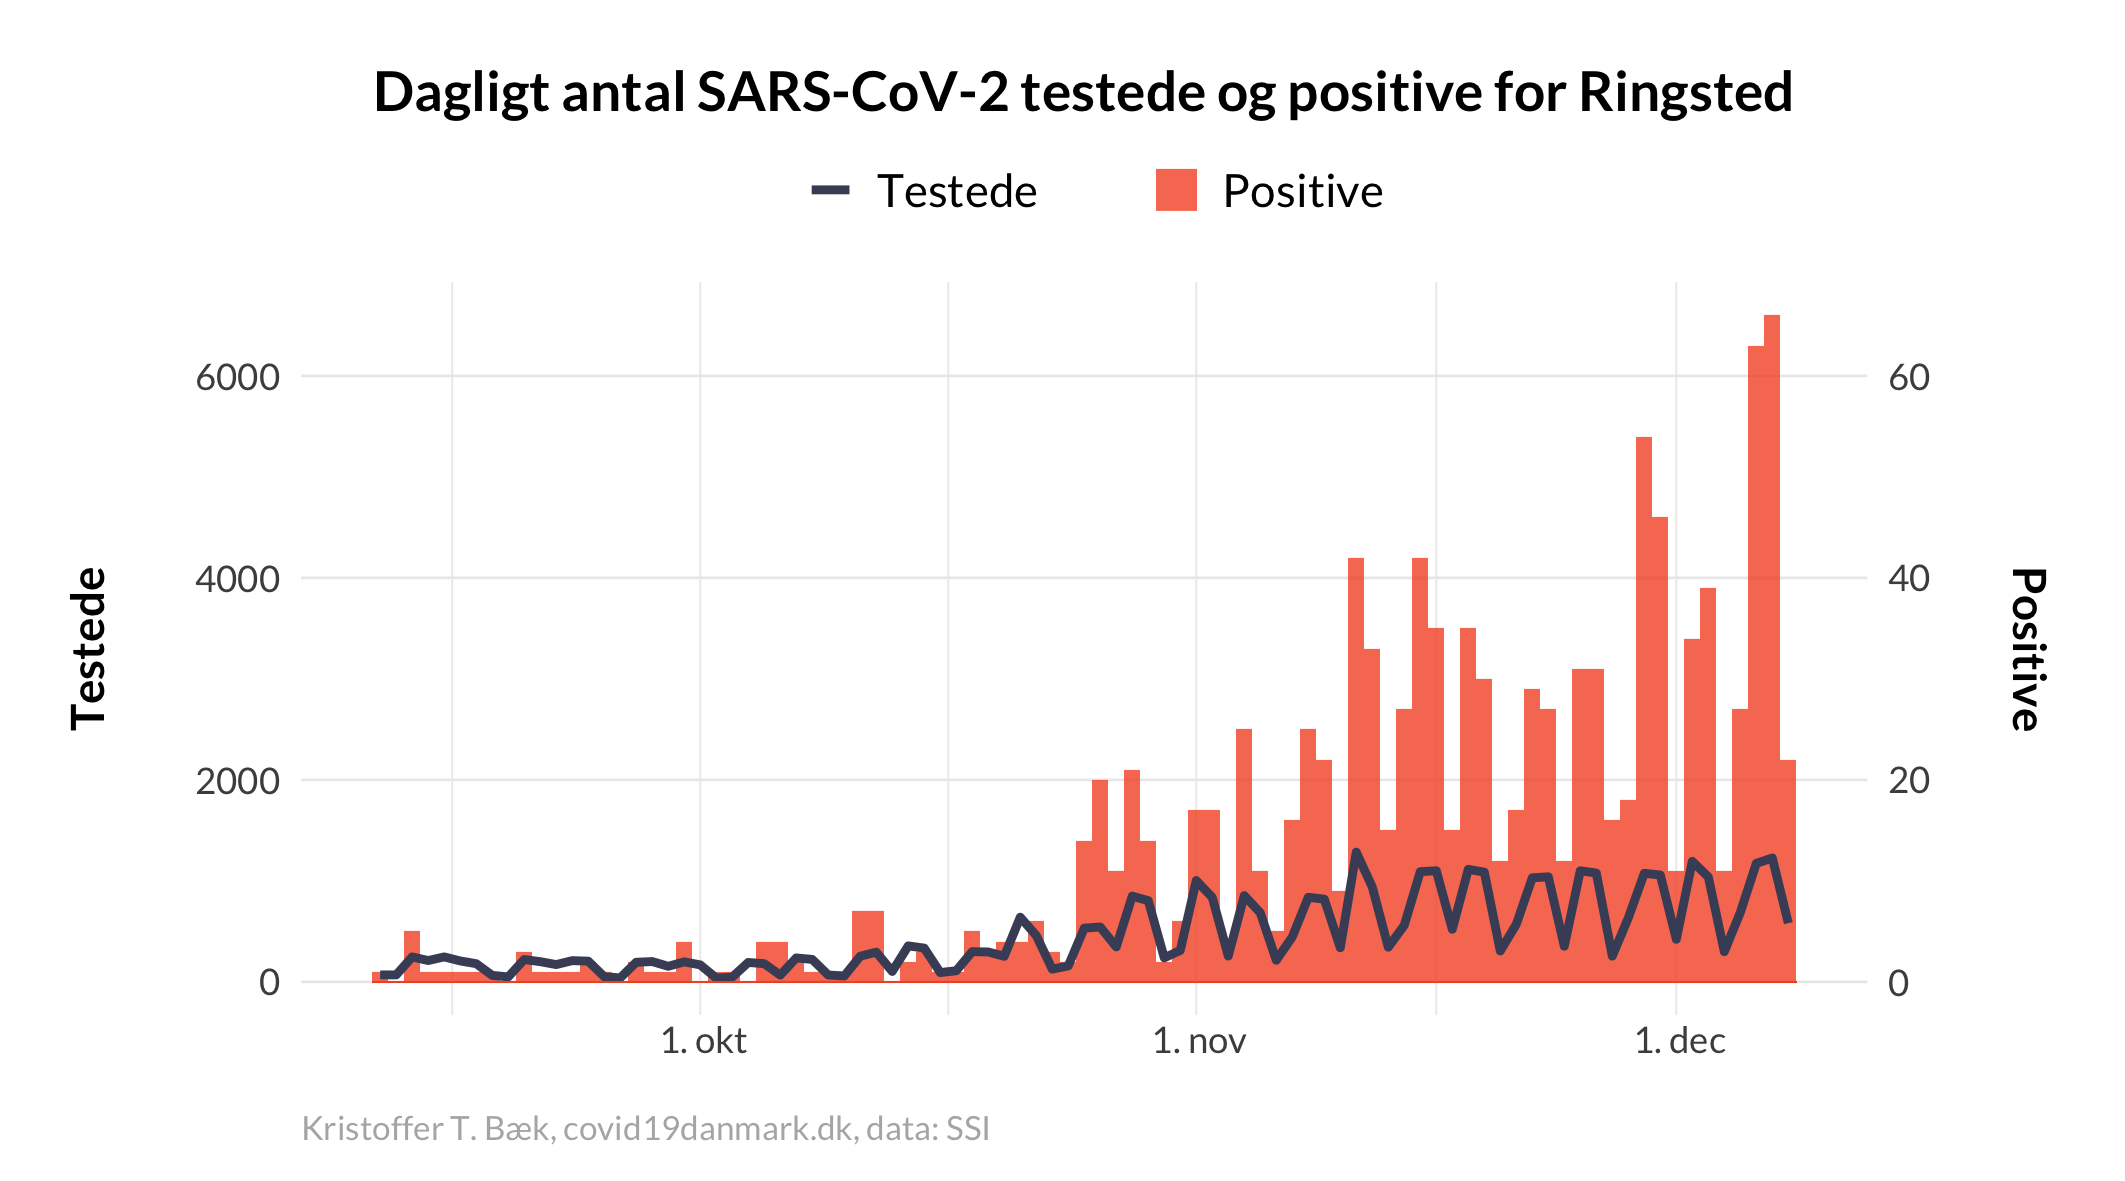 Dagligt antal SARS-CoV-2 testede og positive for Ringsted
Testede
Positive
6000
4000
2000
0
60
40
20
0
Testede
Positive
1. okt
1. nov
1. dec
Kristoffer T. Bæk, covid19danmark.dk, data: SSI